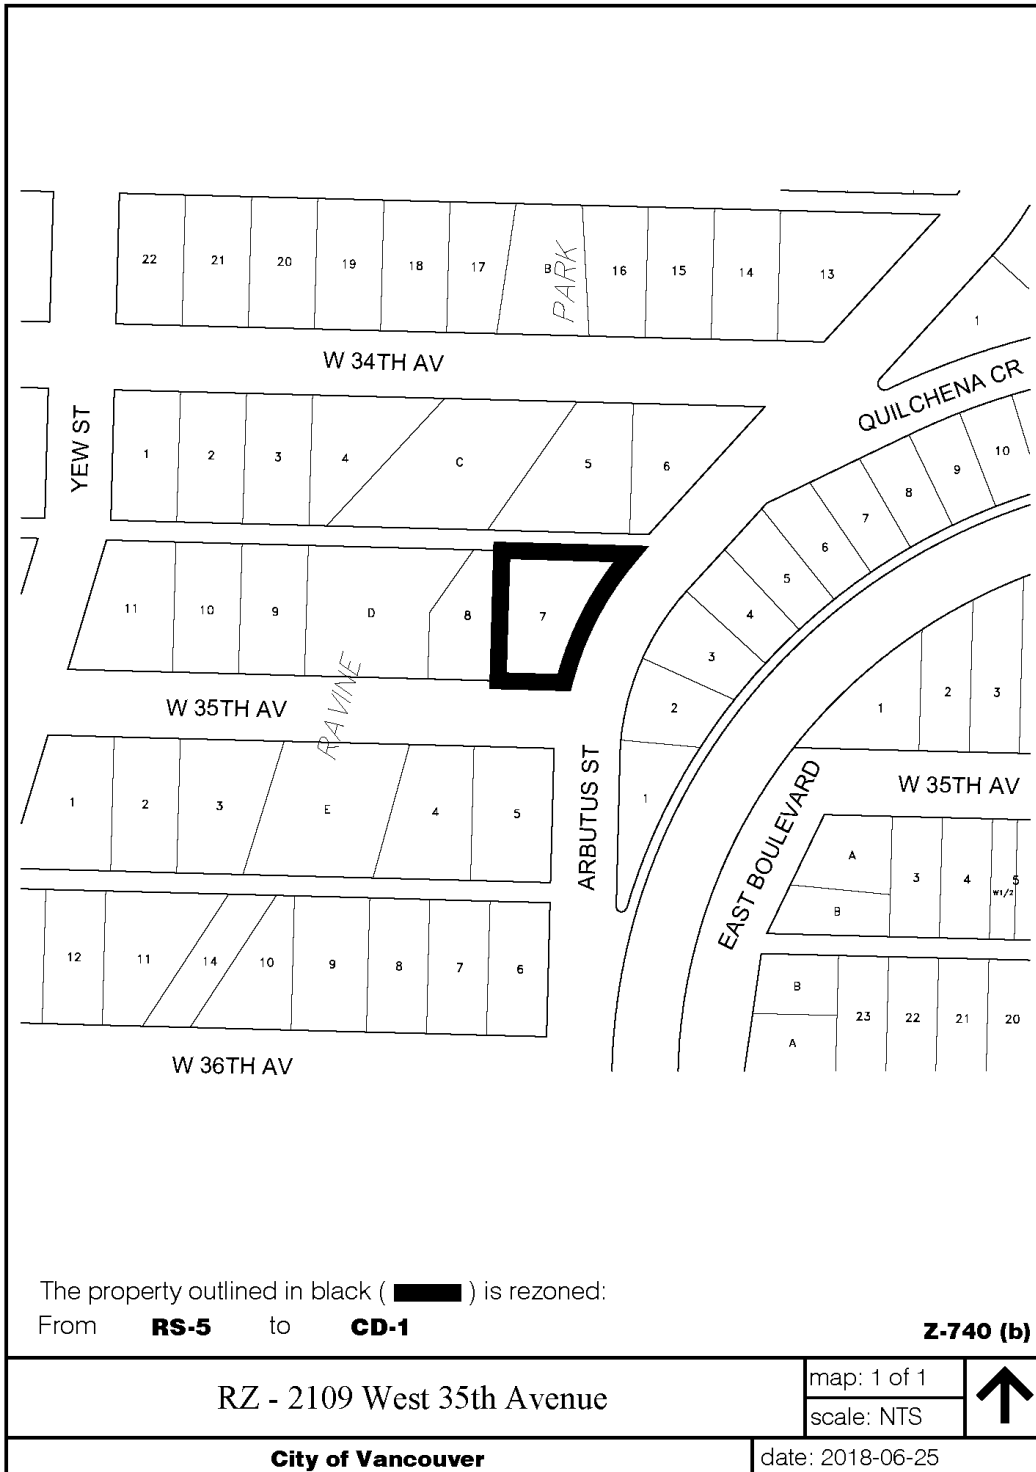 22 21 20 19 18 17 B 16 15 14 13
PARK
1
W 34TH AV
QUILCHENA CR
YEW ST
1 2 3 4 C 5 6
10
9
8
7
6
5
4
3
2
1
11 10 9 D 8 7
W 35TH AV
RAVINE
1 2 3
ARBUTUS ST
EAST BOULEVARD
W 35TH AV
1 2 3 E 4 5
A 3 4 W1/2 5
B
12 11 14 10 9 8 7 6
B
A 23 22 21 20
W 36TH AV
The property outlined in black ( ) is rezoned:
From RS-5 to CD-1
Z-740 (b)
RZ - 2109 West 35th Avenue
map: 1 of 1
scale: NTS
City of Vancouver
date: 2018-06-25